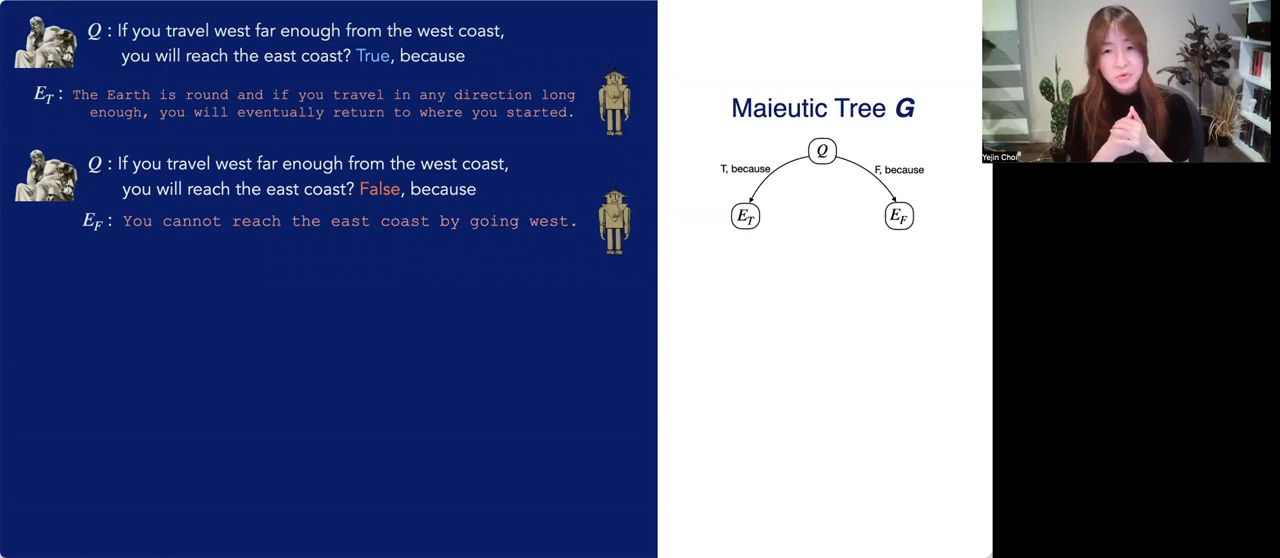 Q : If you travel west far enough from the west coast,
you will reach the east coast? True, because
E_T : The Earth is round and if you travel in any direction long
enough, you will eventually return to where you started.
Q : If you travel west far enough from the west coast,
you will reach the east coast? False, because
E_F : You cannot reach the east coast by going west.
Maieutic Tree G
Q
T, because
F, because
E_T
E_F
Yejin Choi